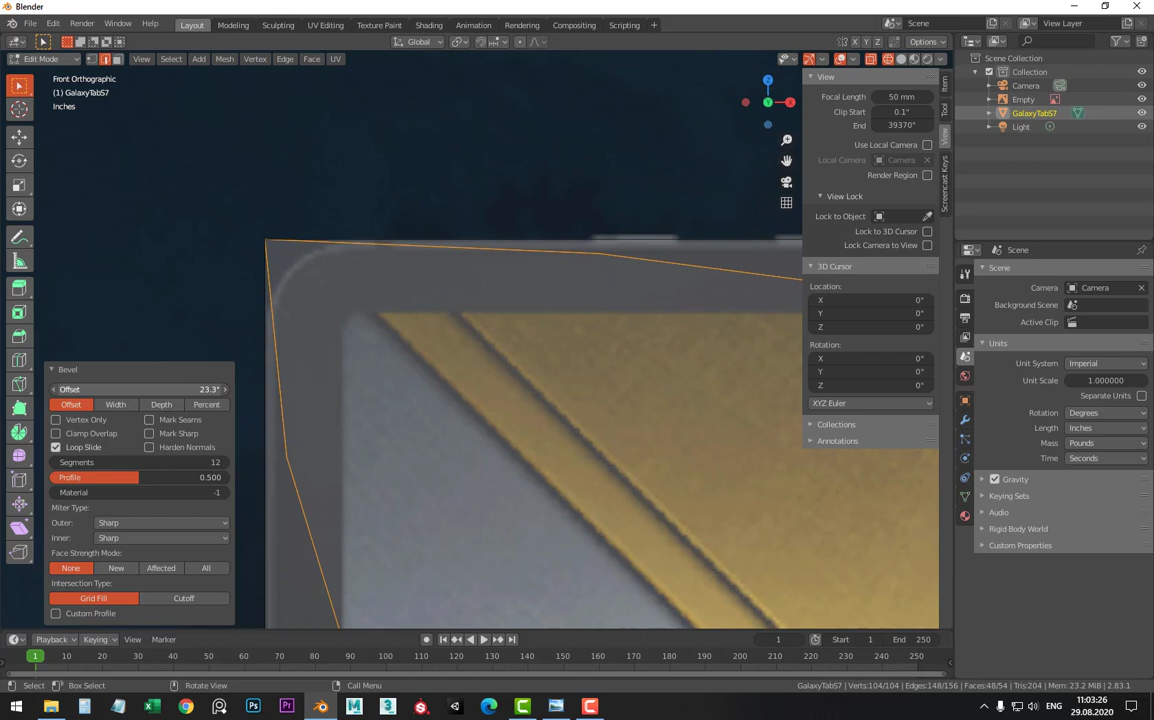 Blender
File Edit Render Window Help Layout Modeling Sculpting UV Editing Texture Paint Shading Animation Rendering Compositing Scripting + Scene View Layer
Global X Y Z Options
Edit Mode View Select Add Mesh Vertex Edge Face UV
Front Orthographic
(1) GalaxyTabS7
Inches
Z
Y
X
View
Focal Length 50 mm
Clip Start 0.1"
End 39370"
Use Local Camera
Local Camera Camera
Render Region
View Lock
Lock to Object
Lock to 3D Cursor
Lock Camera to View
3D Cursor
Location:
X 0"
Y 0"
Z 0"
Rotation:
X 0°
Y 0°
Z 0°
XYZ Euler
Collections
Annotations
Item
Tool
View
Screencast Keys
Scene Collection
Collection
Camera
Empty
GalaxyTabS7
Light
Scene
Scene
Camera Camera
Background Scene
Active Clip
Units
Unit System Imperial
Unit Scale 1.000000
Separate Units
Rotation Degrees
Length Inches
Mass Pounds
Time Seconds
Gravity
Keying Sets
Audio
Rigid Body World
Custom Properties
Bevel
Offset 23.3"
Offset Width Depth Percent
Vertex Only Mark Seams
Clamp Overlap Mark Sharp
Loop Slide Harden Normals
Segments 12
Profile 0.500
Material -1
Miter Type:
Outer: Sharp
Inner: Sharp
Face Strength Mode:
None New Affected All
Intersection Type:
Grid Fill Cutoff
Custom Profile
Playback Keying View Marker 1 Start 1 End 250
1 10 20 30 40 50 60 70 80 90 100 110 120 130 140 150 160 170 180 190 200 210 220 230 240 250
Select Box Select Rotate View Call Menu GalaxyTabS7 | Verts:104/104 | Edges:148/156 | Faces:48/54 | Tris:204 | Mem: 23.2 MiB | 2.83.1
ENG 11:03:26
29.08.2020